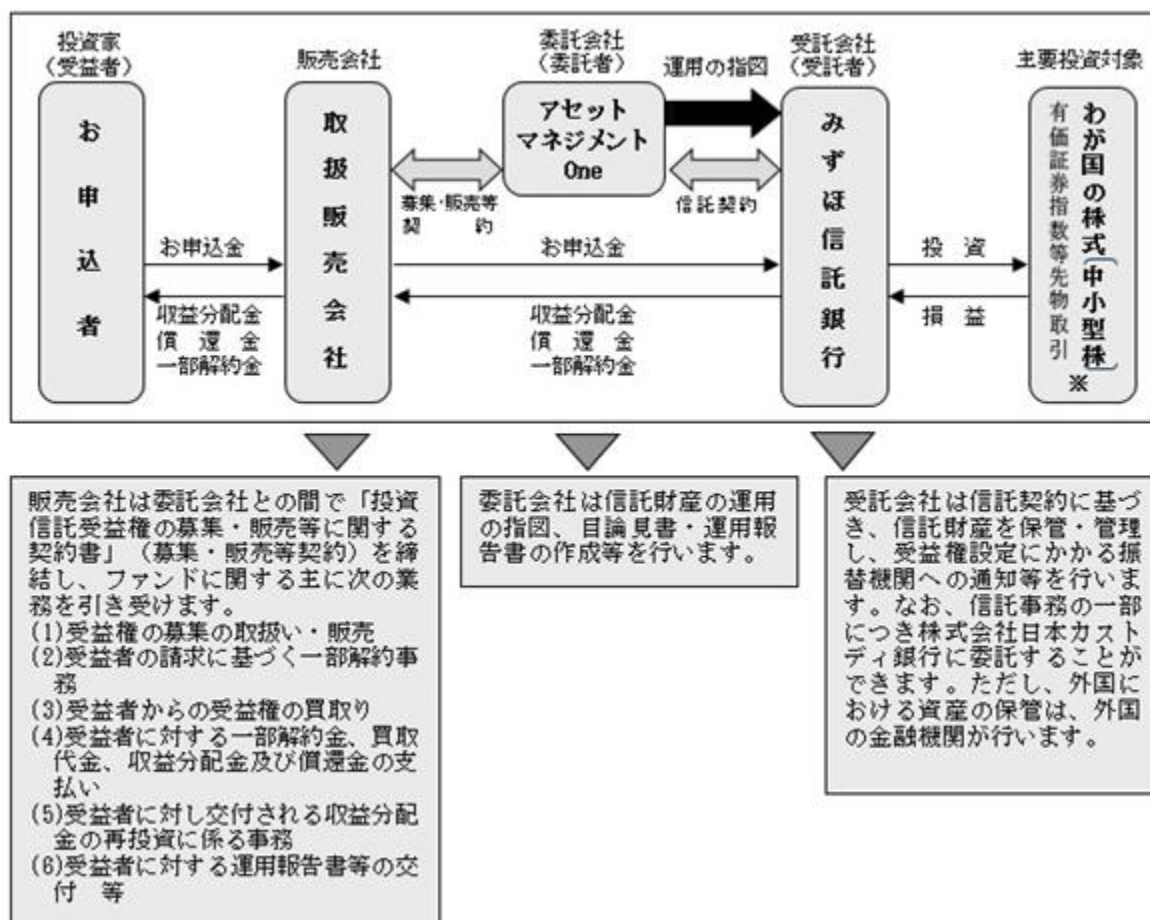 投資家
(受益者)
販売会社
委託会社
(委託者)
運用の指図
受託会社
(受託者)
主要投資対象
お申込者
取扱販売会社
アセット
マネジメント
One
みずほ信託銀行
わが国の株式〔中小型株〕※
有価証券指数等先物取引
募集・販売等
契　約
信託契約
お申込金
収益分配金
償　還　金
一部解約金
お申込金
収益分配金
償　還　金
一部解約金
投　資
損　益
販売会社は委託会社との間で「投資
信託受益権の募集・販売等に関する
契約書」（募集・販売等契約）を締
結し、ファンドに関する主に次の業
務を引き受けます。
(1)受益権の募集の取扱い・販売
(2)受益者の請求に基づく一部解約事
務
(3)受益者からの受益権の買取り
(4)受益者に対する一部解約金、買取
代金、収益分配金及び償還金の支
払い
(5)受益者に対し交付される収益分配
金の再投資に係る事務
(6)受益者に対する運用報告書等の交
付　等
委託会社は信託財産の運用
の指図、目論見書・運用報
告書の作成等を行います。
受託会社は信託契約に基づ
き、信託財産を保管・管理
し、受益権設定にかかる振
替機関への通知等を行いま
す。なお、信託事務の一部
につき株式会社日本カスト
ディ銀行に委託することが
できます。ただし、外国に
おける資産の保管は、外国
の金融機関が行います。